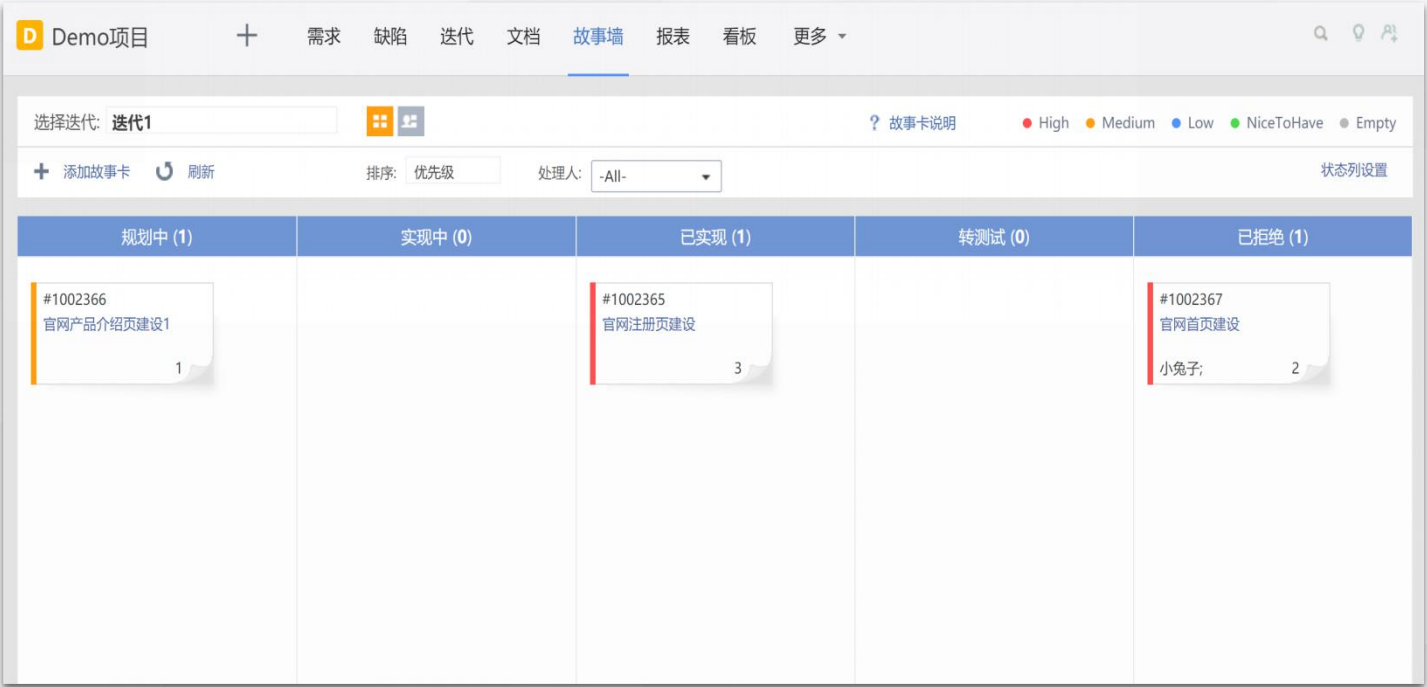 D Demo项目 需求 缺陷 迭代 文档 故事墙 报表 看板 更多
选择迭代: 迭代1 ? 故事卡说明 High Medium Low NiceToHave Empty
添加故事卡 刷新 排序: 优先级 处理人: -All- 状态列设置
规划中 (1) 实现中 (0) 已实现 (1) 转测试 (0) 已拒绝 (1)
#1002366
官网产品介绍页建设1
1
#1002365
官网注册页建设
3
#1002367
官网首页建设
小兔子; 2